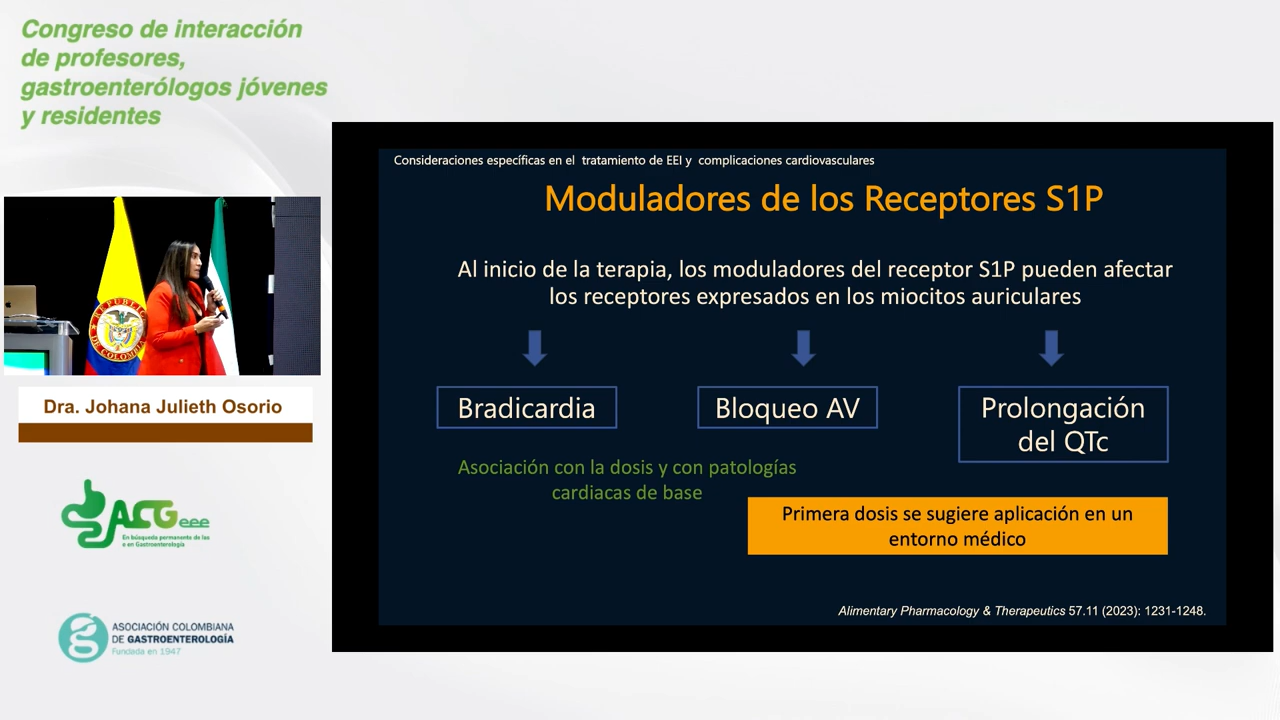 Congreso de interacción
de profesores,
gastroenterólogos jóvenes
y residentes
Consideraciones específicas en el tratamiento de EEI y complicaciones cardiovasculares
Moduladores de los Receptores S1P
Al inicio de la terapia, los moduladores del receptor S1P pueden afectar
los receptores expresados en los miocitos auriculares
Bradicardia
Bloqueo AV
Prolongación
del QTc
Asociación con la dosis y con patologías
cardiacas de base
Primera dosis se sugiere aplicación en un
entorno médico
Alimentary Pharmacology & Therapeutics 57.11 (2023): 1231-1248.
REPUBLICA
DE COLOMBIA
Dra. Johana Julieth Osorio
ACGeee
En búsqueda permanente de las
e en Gastroenterología
ASOCIACIÓN COLOMBIANA
DE GASTROENTEROLOGÍA
Fundada en 1947